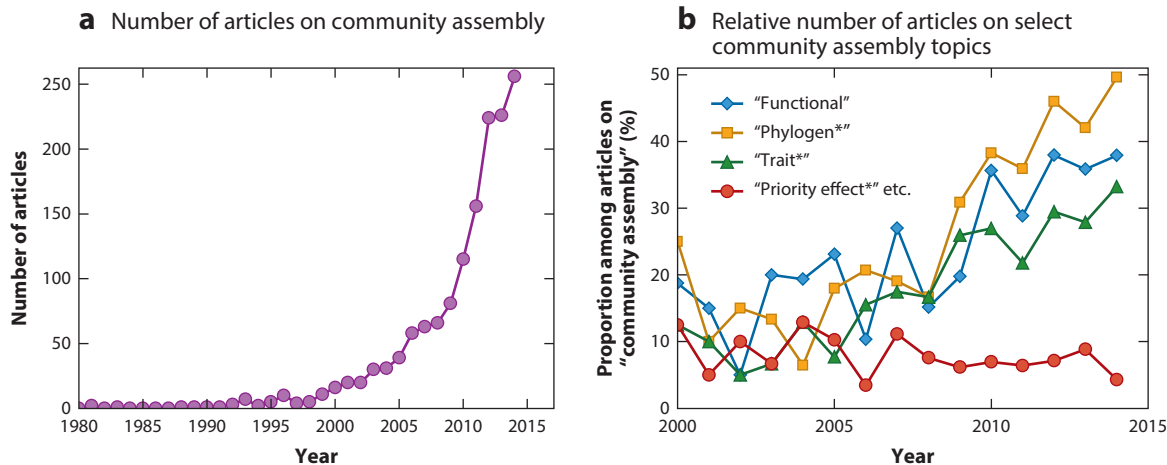 a Number of articles on community assembly
Number of articles
250
200
150
100
50
0
1980 1985 1990 1995 2000 2005 2010 2015
Year
b Relative number of articles on select
community assembly topics
Proportion among articles on
“community assembly” (%)
50
40
30
20
10
0
“Functional”
“Phylogen*”
“Trait*”
“Priority effect*” etc.
2000 2005 2010 2015
Year